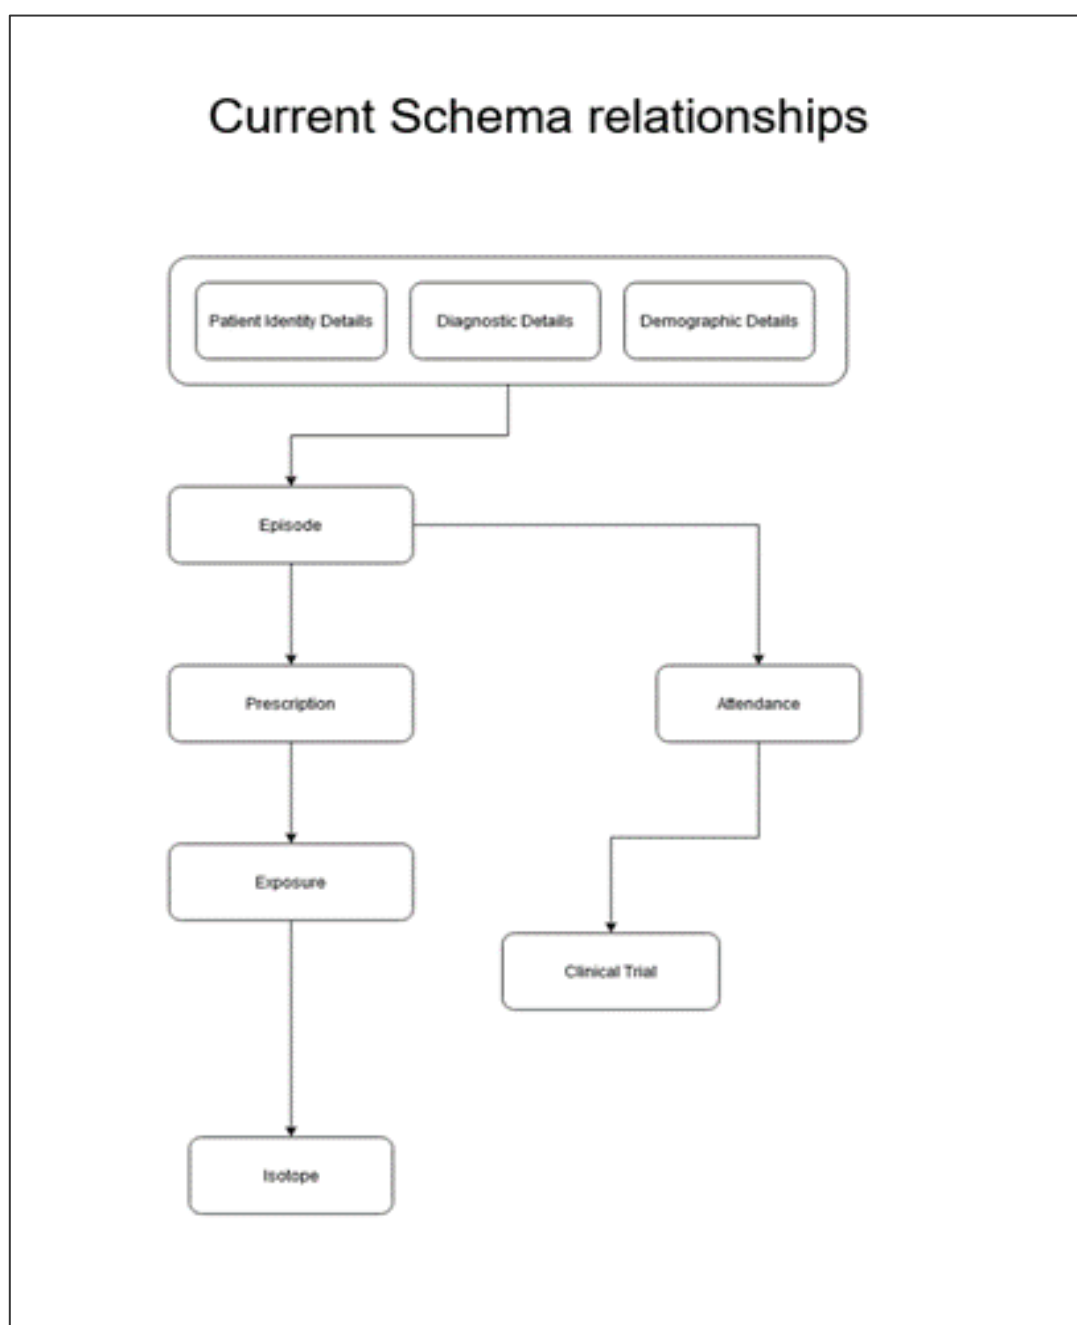 Current Schema relationships
Patient Identity Details
Diagnostic Details
Demographic Details
Episode
Prescription
Attendance
Exposure
Clinical Trial
Isotope